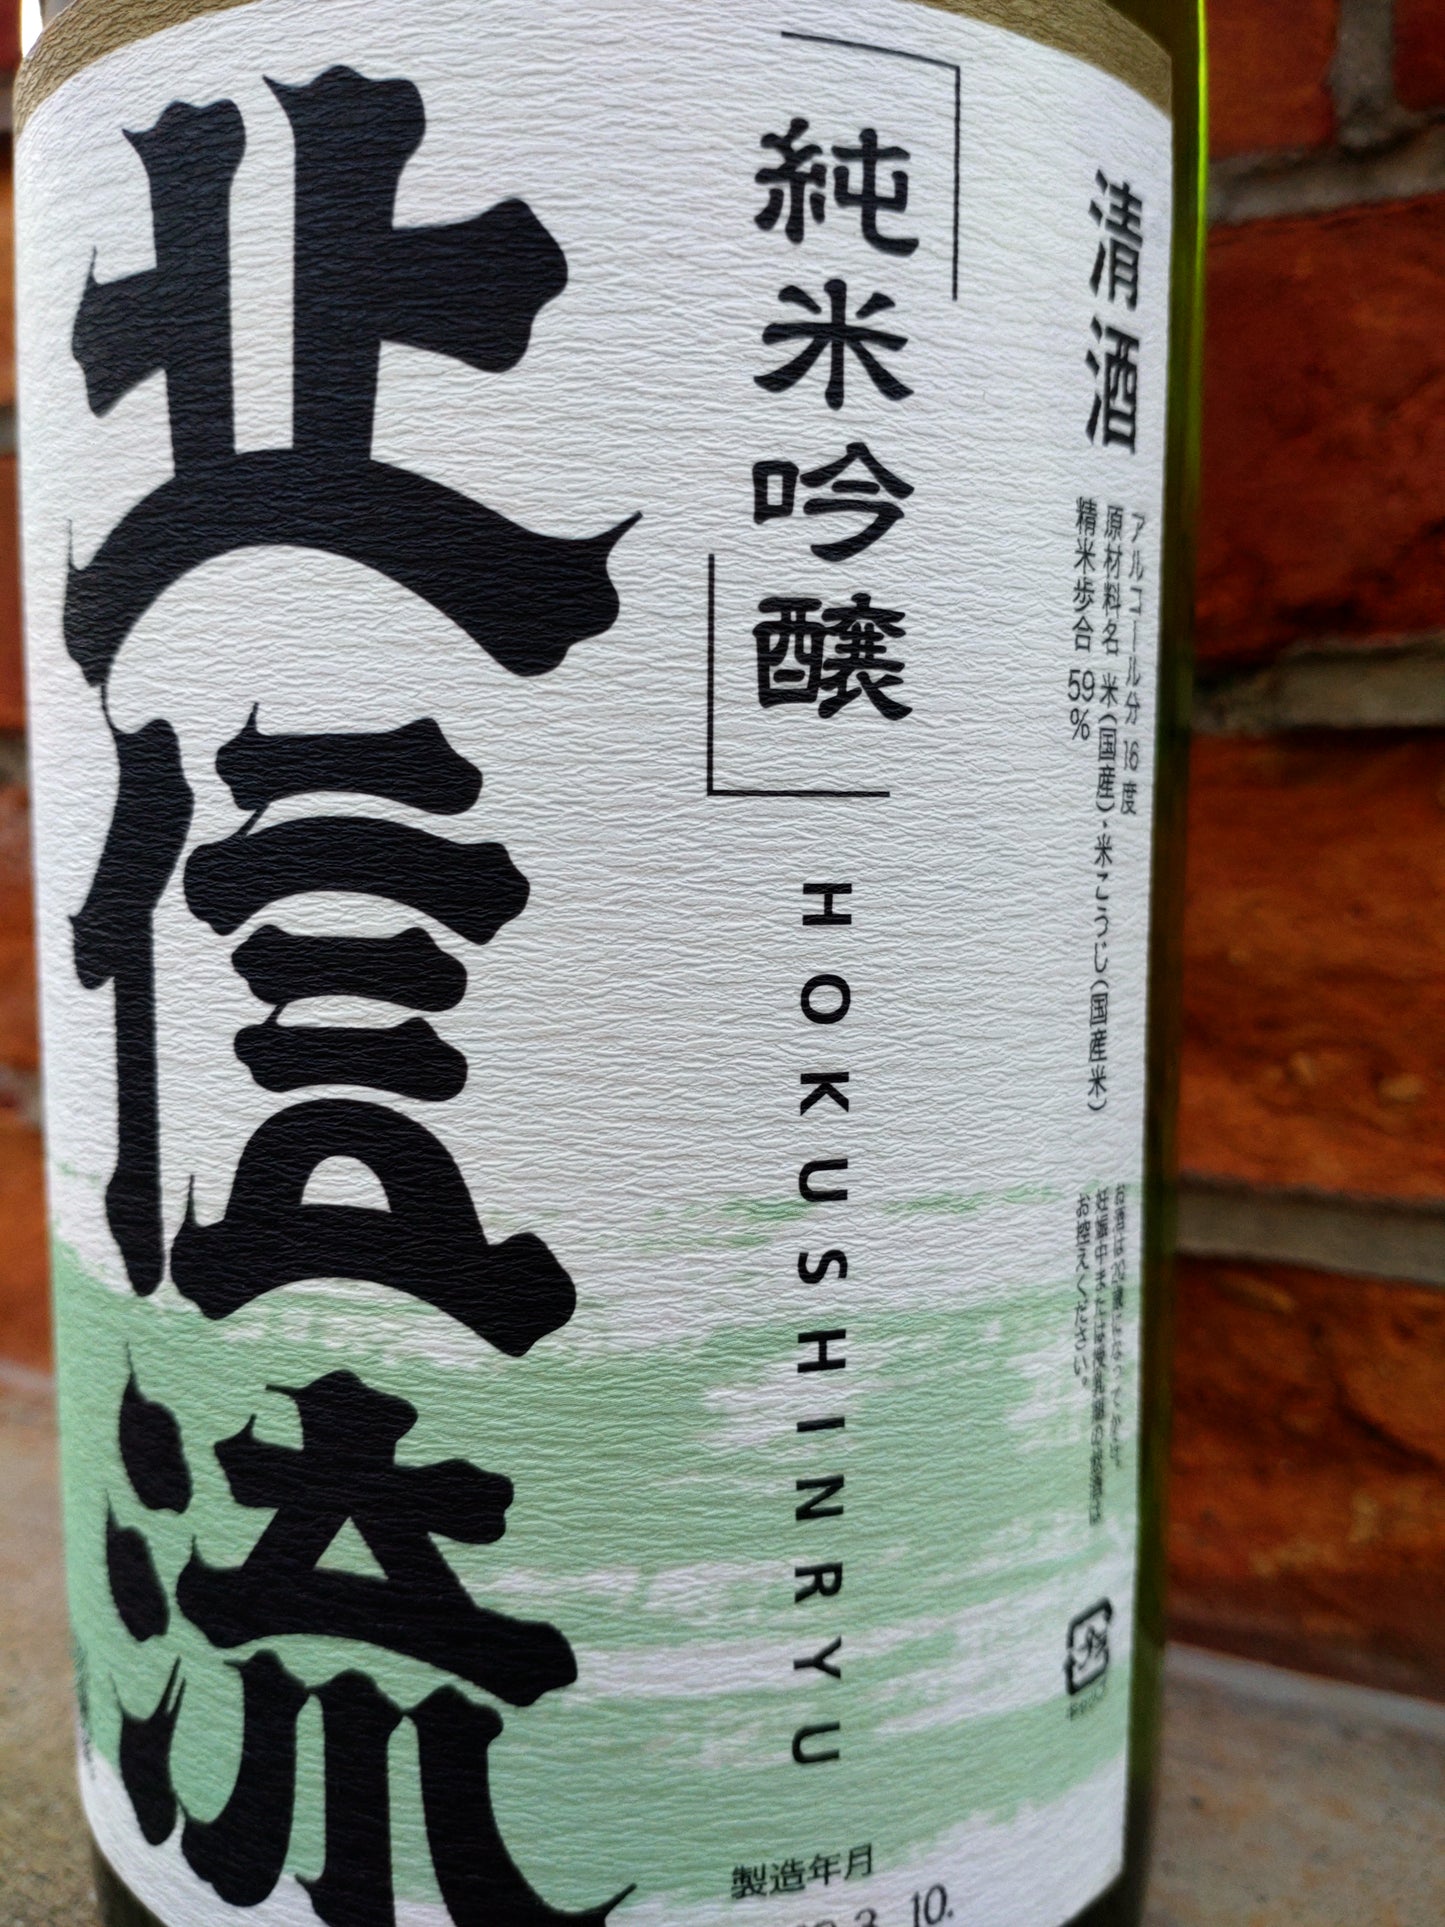 清酒
アルコール分 16度
原材料名 米(国産)・米こうじ(国産米)
精米歩合 59%
お酒は20歳になってから。
妊娠中または授乳期の飲酒は
お控えください。
純米吟醸
HOKUSHINRYU
北信流
製造年月
3. 10.